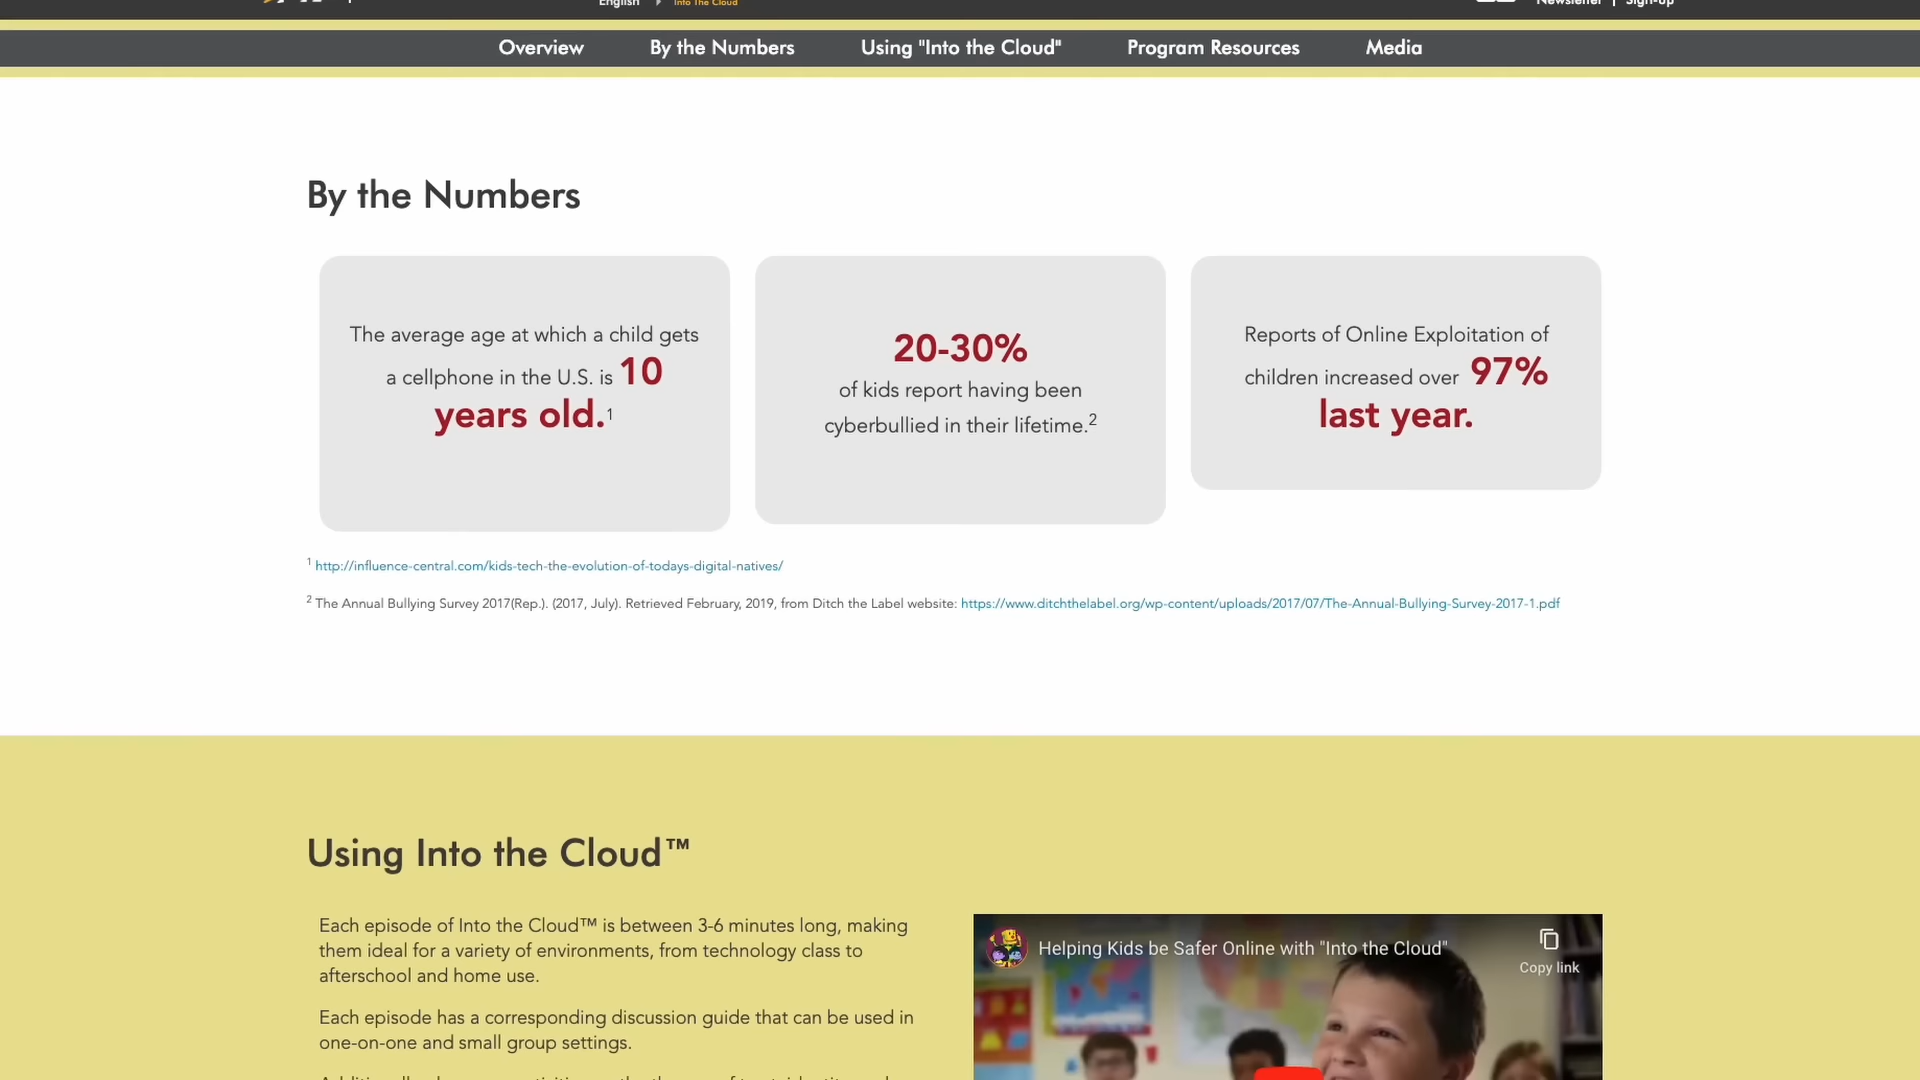 English
Into The Cloud
Newsletter | Sign-up
Overview
By the Numbers
Using "Into the Cloud"
Program Resources
Media
By the Numbers
The average age at which a child gets
a cellphone in the U.S. is 10
years old.1
20-30%
of kids report having been
cyberbullied in their lifetime.2
Reports of Online Exploitation of
children increased over 97%
last year.
1 http://influence-central.com/kids-tech-the-evolution-of-todays-digital-natives/
2 The Annual Bullying Survey 2017(Rep.). (2017, July). Retrieved February, 2019, from Ditch the Label website: https://www.ditchthelabel.org/wp-content/uploads/2017/07/The-Annual-Bullying-Survey-2017-1.pdf
Using Into the Cloud™
Each episode of Into the Cloud™ is between 3-6 minutes long, making
them ideal for a variety of environments, from technology class to
afterschool and home use.
Each episode has a corresponding discussion guide that can be used in
one-on-one and small group settings.
Helping Kids be Safer Online with "Into the Cloud"
Copy link